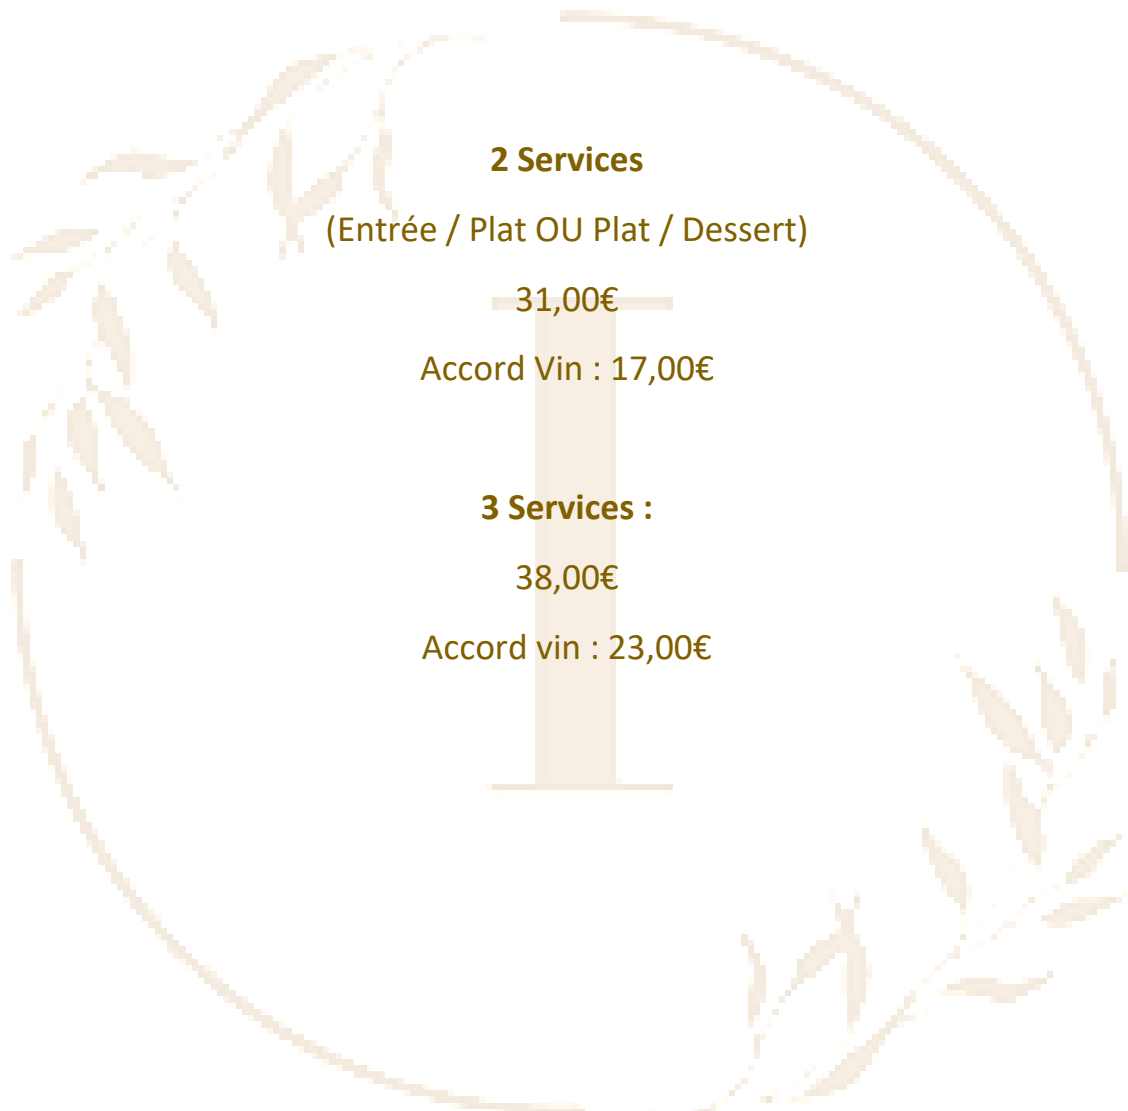 2 Services
(Entrée / Plat OU Plat / Dessert)
31,00€
Accord Vin : 17,00€
3 Services :
38,00€
Accord vin : 23,00€
I